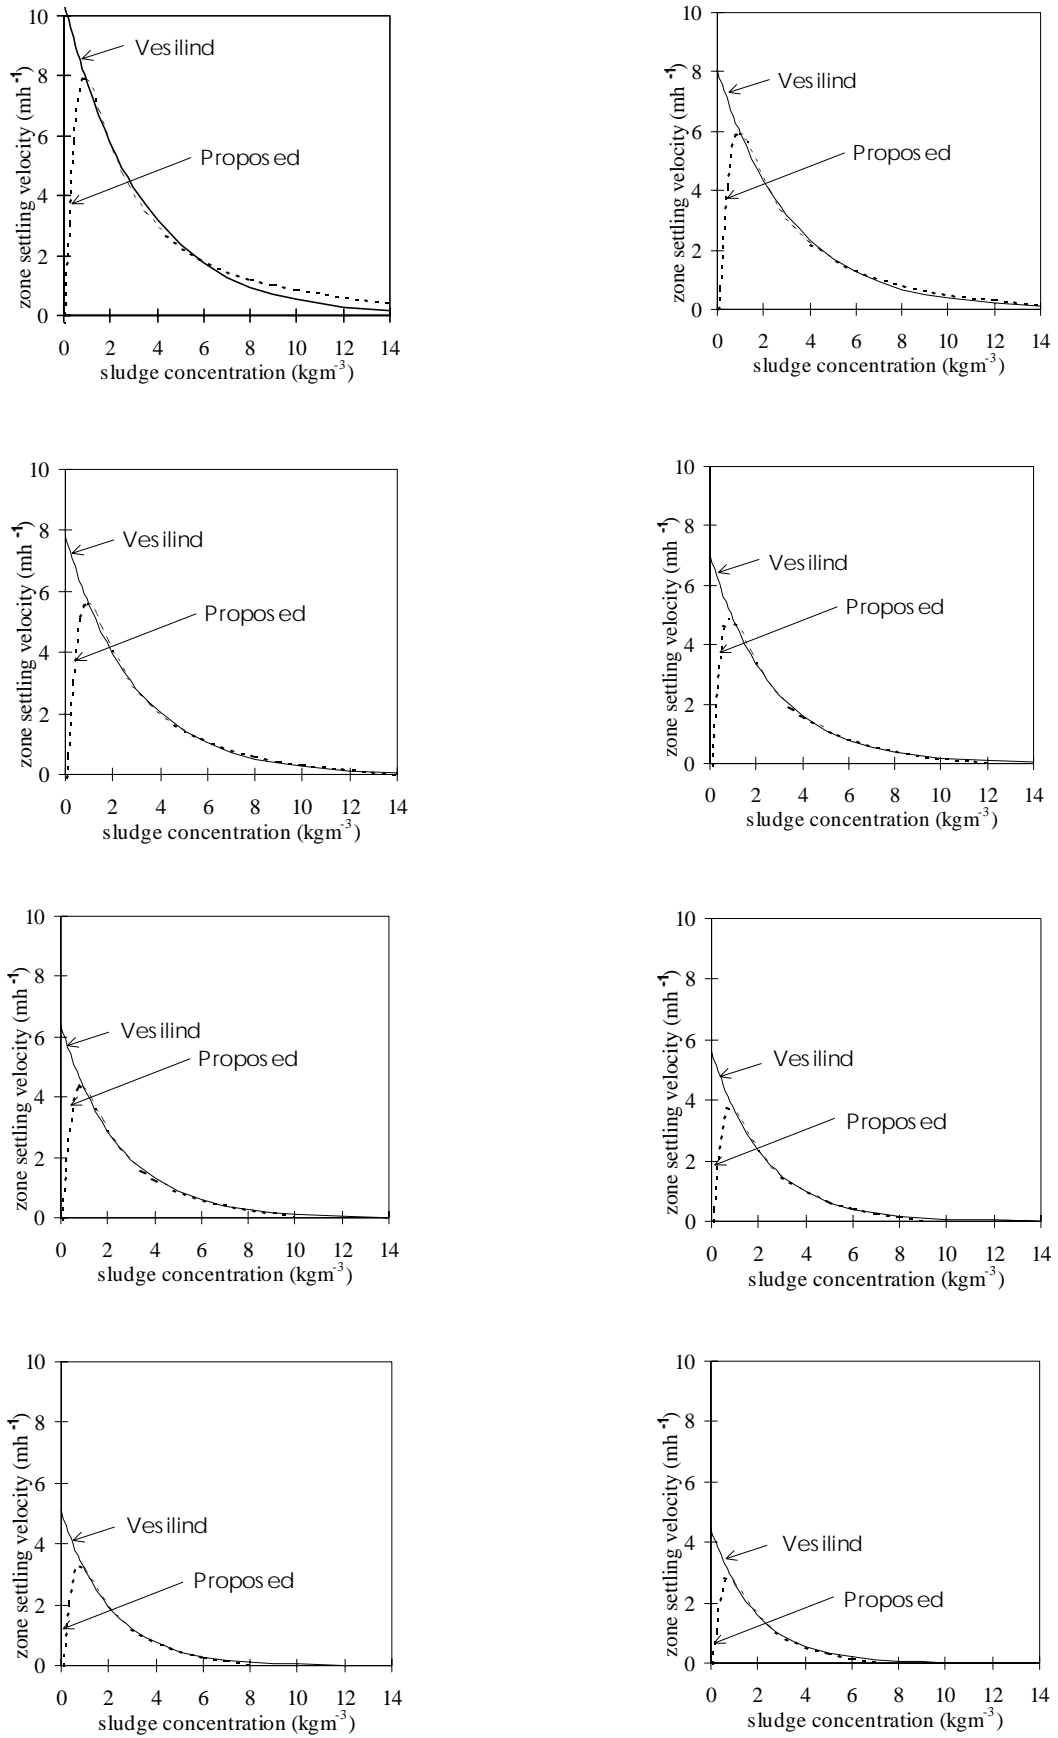 10
8
6
4
2
0
zone settling velocity (mh-1)
Vesilind
Proposed
0 2 4 6 8 10 12 14
sludge concentration (kgm-3)
10
8
6
4
2
0
zone settling velocity (mh-1)
Vesilind
Proposed
0 2 4 6 8 10 12 14
sludge concentration (kgm-3)
10
8
6
4
2
0
zone settling velocity (mh-1)
Vesilind
Proposed
0 2 4 6 8 10 12 14
sludge concentration (kgm-3)
10
8
6
4
2
0
zone settling velocity (mh-1)
Vesilind
Proposed
0 2 4 6 8 10 12 14
sludge concentration (kgm-3)
10
8
6
4
2
0
zone settling velocity (mh-1)
Vesilind
Proposed
0 2 4 6 8 10 12 14
sludge concentration (kgm-3)
10
8
6
4
2
0
zone settling velocity (mh-1)
Vesilind
Proposed
0 2 4 6 8 10 12 14
sludge concentration (kgm-3)
10
8
6
4
2
0
zone settling velocity (mh-1)
Vesilind
Proposed
0 2 4 6 8 10 12 14
sludge concentration (kgm-3)
10
8
6
4
2
0
zone settling velocity (mh-1)
Vesilind
Proposed
0 2 4 6 8 10 12 14
sludge concentration (kgm-3)